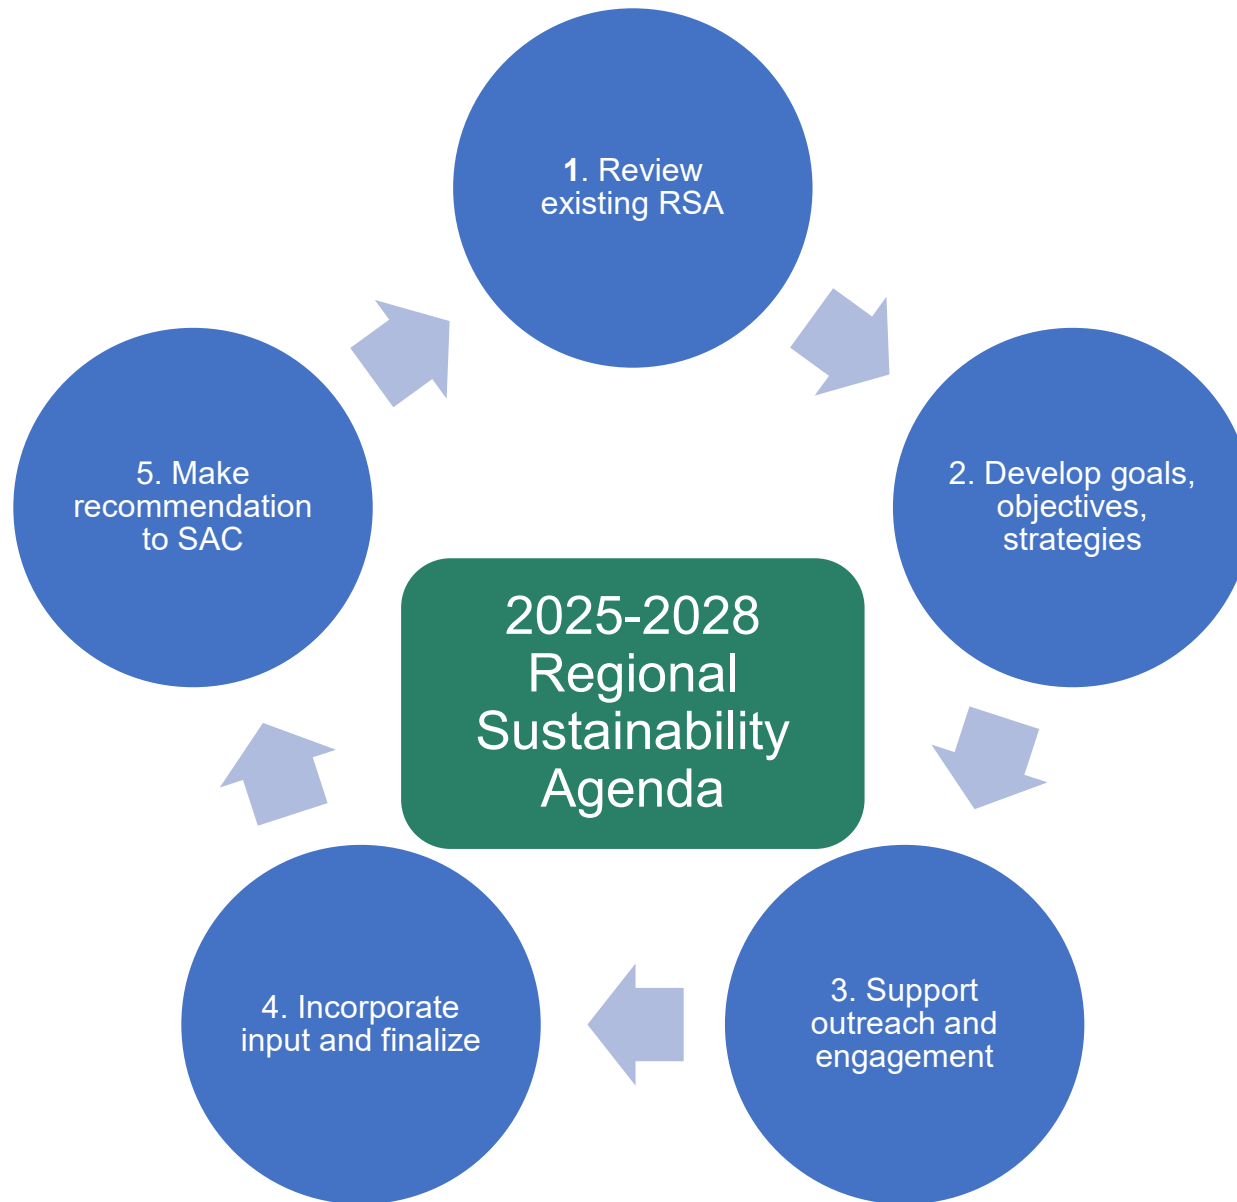 1. Review
existing RSA
2. Develop goals,
objectives,
strategies
3. Support
outreach and
engagement
4. Incorporate
input and finalize
5. Make
recommendation
to SAC
2025-2028
Regional
Sustainability
Agenda